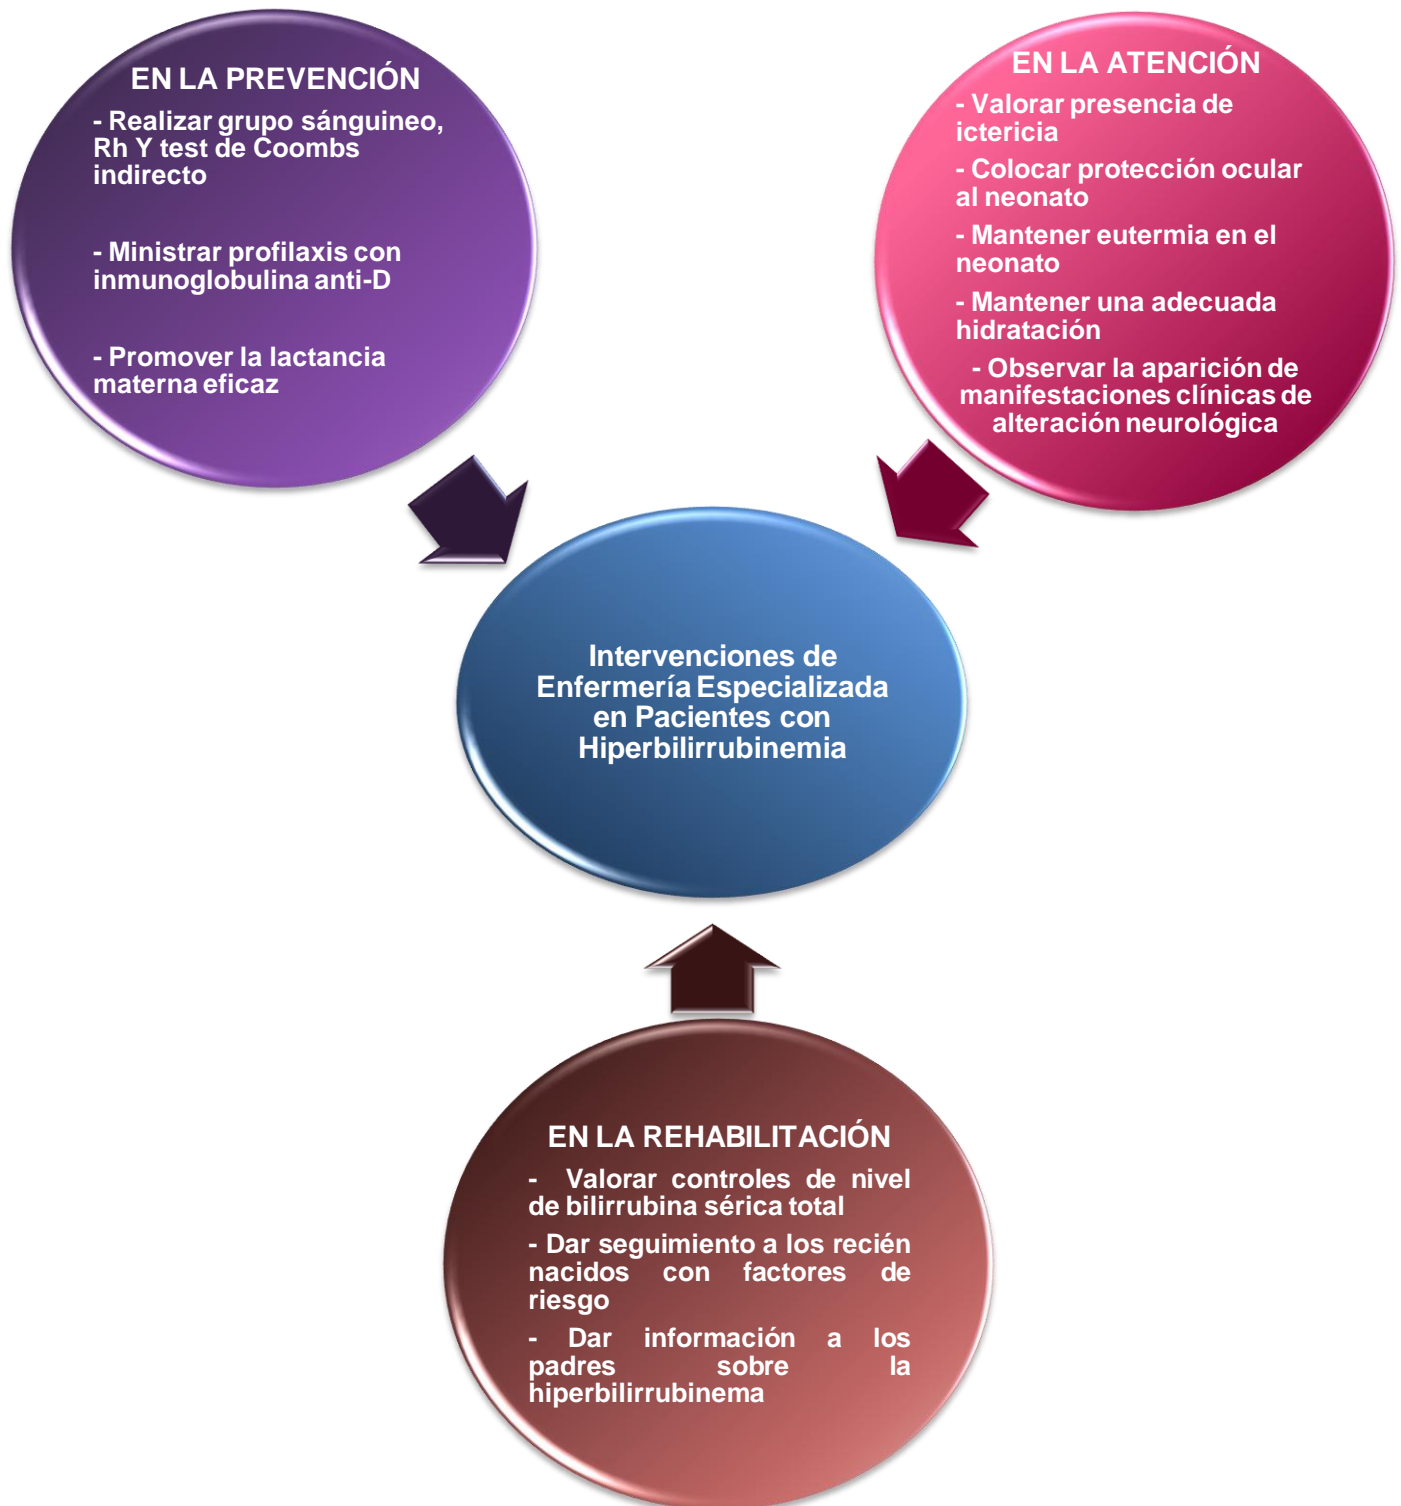 EN LA PREVENCIÓN
- Realizar grupo sánguineo,
Rh Y test de Coombs
indirecto
- Ministrar profilaxis con
inmunoglobulina anti-D
- Promover la lactancia
materna eficaz
EN LA ATENCIÓN
- Valorar presencia de
ictericia
- Colocar protección ocular
al neonato
- Mantener eutermia en el
neonato
- Mantener una adecuada
hidratación
- Observar la aparición de
manifestaciones clínicas de
alteración neurológica
Intervenciones de
Enfermería Especializada
en Pacientes con
Hiperbilirrubinemia
EN LA REHABILITACIÓN
- Valorar controles de nivel
de bilirrubina sérica total
- Dar seguimiento a los recién
nacidos con factores de
riesgo
- Dar información a los
padres sobre la
hiperbilirrubinema